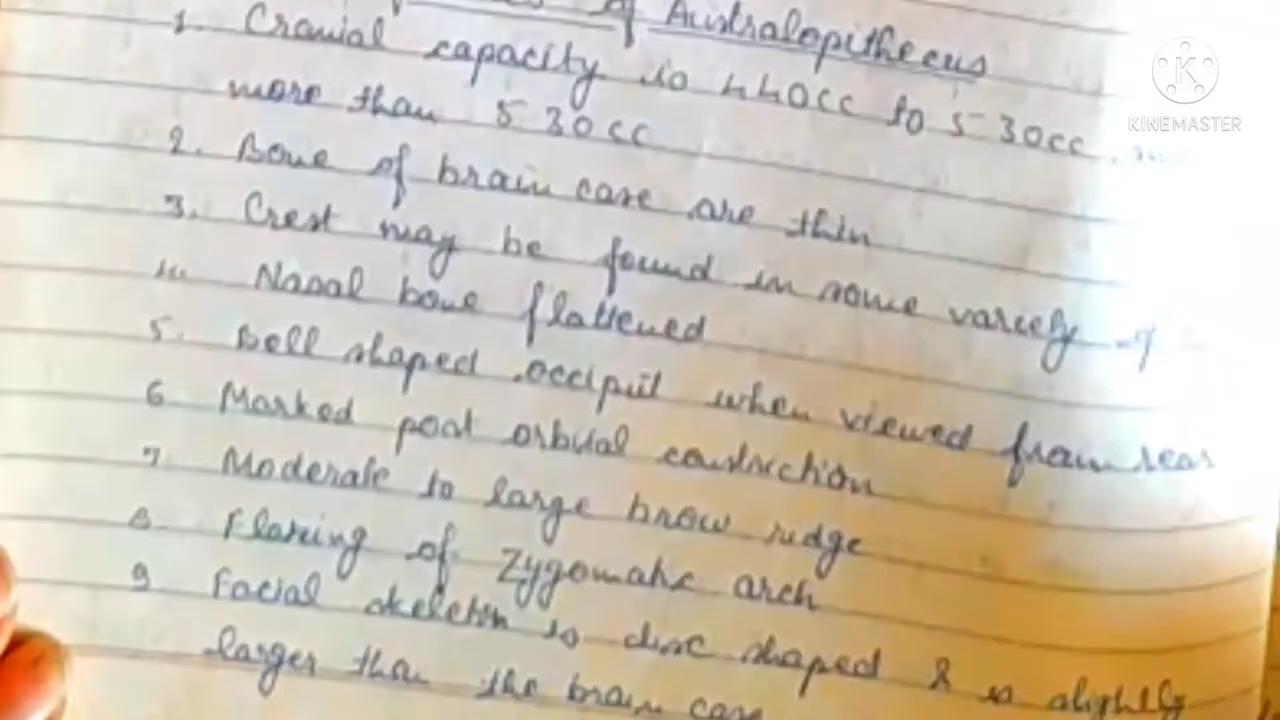 of Australopithecus
1. Cranial capacity is 440cc to 530cc,
more than 530cc
2. Bone of brain case are thin
3. Crest may be found in some variety of
4. Nasal bone flattened
5. Bell shaped occiput when viewed from rear
6 Marked post orbital constriction
7. Moderate to large brow ridge
8. Flaring of Zygomatic arch
9 Facial skeleton is disc shaped & is slightly
larger than the brain case
KINEMASTER